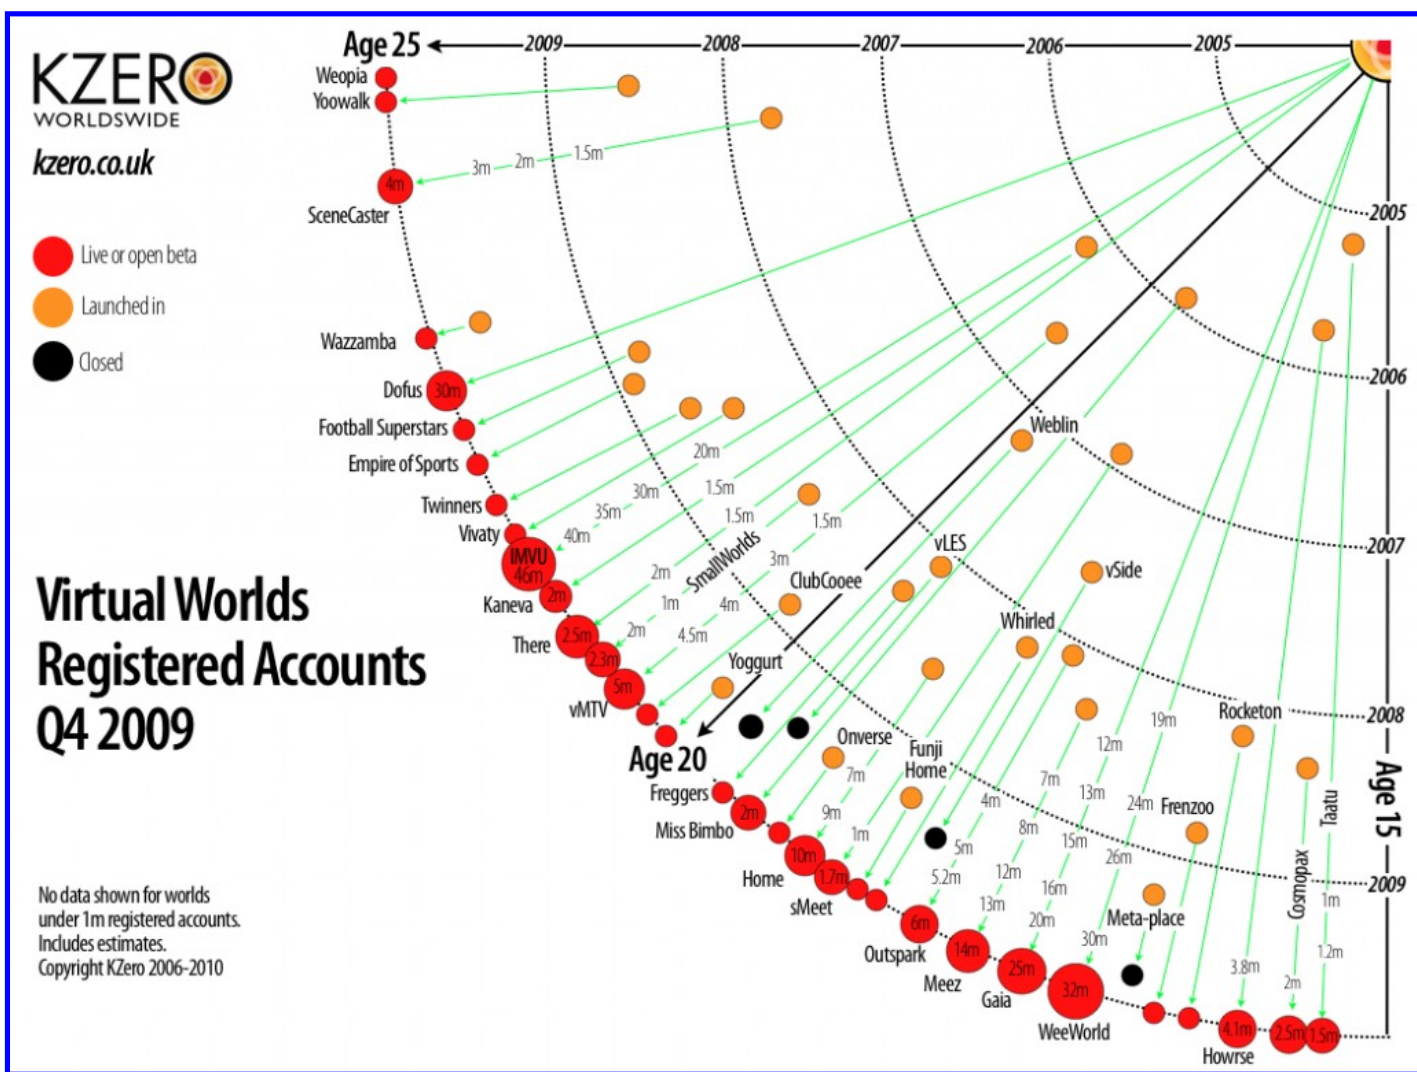 KZERO
WORLDSWIDE
kzero.co.uk
Live or open beta
Launched in
Closed
Virtual Worlds
Registered Accounts
Q4 2009
No data shown for worlds
under 1m registered accounts.
Includes estimates.
Copyright KZero 2006-2010
Age 25
2009
2008
2007
2006
2005
Weopia
Yoowalk
3m
2m
1.5m
4m
SceneCaster
Wazzamba
Dofus
30m
Football Superstars
Empire of Sports
Twinners
Vivaty
IMVU
46m
40m
35m
30m
20m
Kaneva
2m
1.5m
There
2.5m
2m
1.5m
2.3m
2m
1m
SmallWorlds
vMTV
5m
4.5m
4m
3m
1.5m
ClubCooee
Yoggurt
Age 20
Weblin
vLES
Freggers
Miss Bimbo
2m
Onverse
Home
10m
9m
7m
sMeet
1.7m
1m
Funji
Home
Whirled
vSide
Outspark
6m
5.2m
5m
4m
Meez
14m
13m
12m
8m
7m
Gaia
25m
20m
16m
15m
13m
12m
WeeWorld
32m
30m
26m
24m
19m
Meta-place
Frenzoo
Rocketon
Howrse
4.1m
3.8m
Cosmopax
2.5m
2m
Taatu
1.5m
1.2m
1m
2005
2006
2007
2008
2009
Age 15